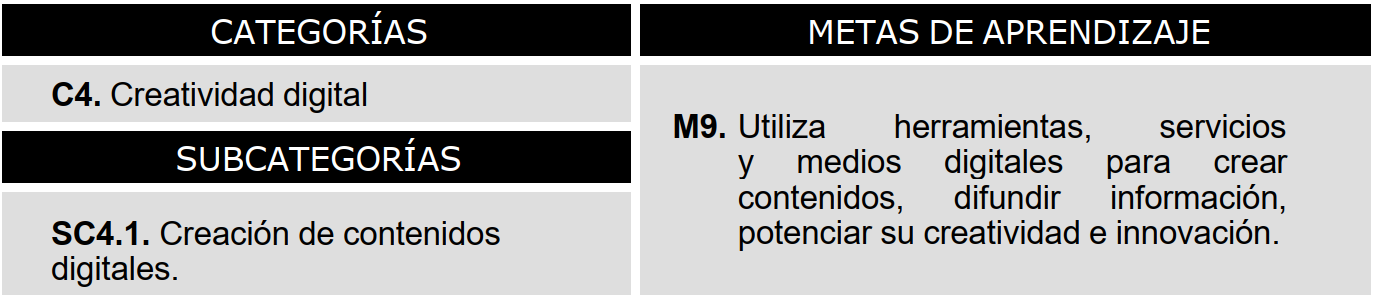 CATEGORÍAS
C4. Creatividad digital
SUBCATEGORÍAS
SC4.1. Creación de contenidos
digitales.
METAS DE APRENDIZAJE
M9. Utiliza herramientas, servicios
y medios digitales para crear
contenidos, difundir información,
potenciar su creatividad e innovación.